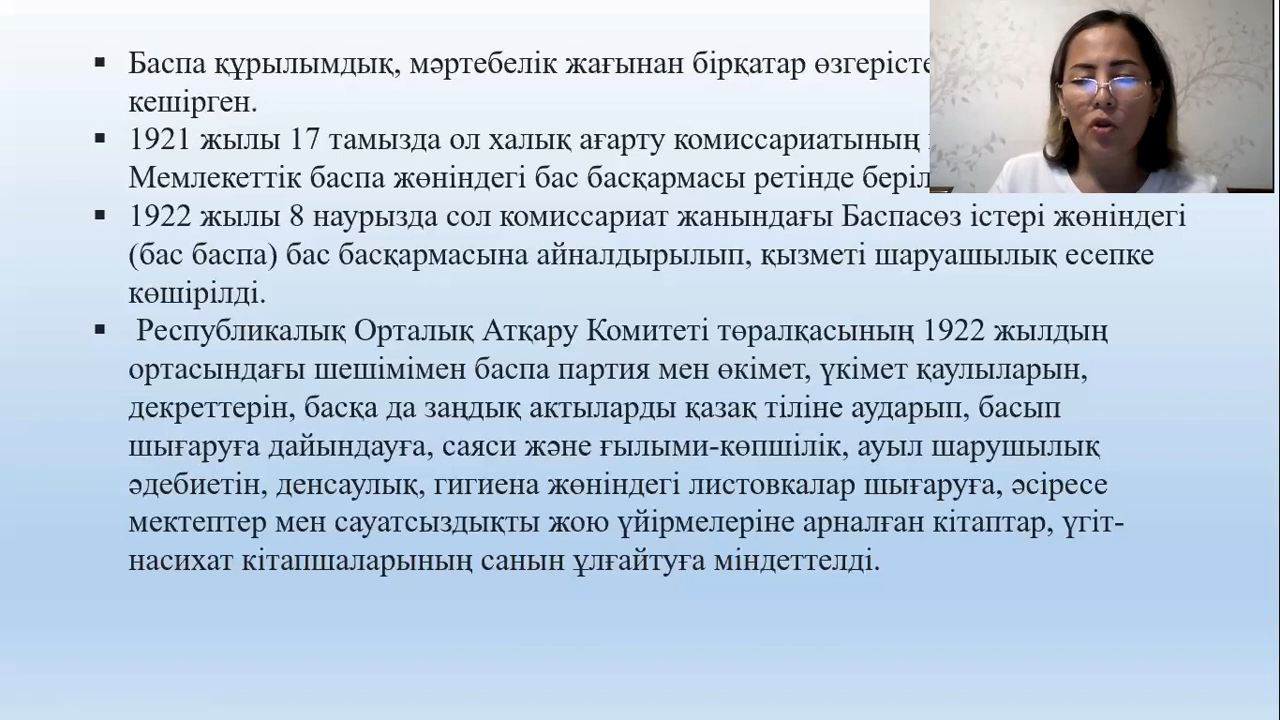 Баспа құрылымдық, мәртебелік жағынан бірқатар
кешірген.
1921 жылы 17 тамызда ол халық ағарту комиссариатының
Мемлекеттік баспа жөніндегі бас басқармасы ретінде
1922 жылы 8 наурызда сол комиссариат жанындағы Баспасөз істері жөніндегі
(бас баспа) бас басқармасына айналдырылып, қызметі шаруашылық есепке
көшірілді.
Республикалық Орталық Атқару Комитеті төралқасының 1922 жылдың
ортасындағы шешімімен баспа партия мен өкімет, үкімет қаулыларын,
декреттерін, басқа да заңдық актыларды қазақ тіліне аударып, басып
шығаруға дайындауға, саяси және ғылыми-көпшілік, ауыл шарушылық
әдебиетін, денсаулық, гигиена жөніндегі листовкалар шығаруға, әсіресе
мектептер мен сауатсыздықты жою үйірмелеріне арналған кітаптар, үгіт-
насихат кітапшаларының санын ұлғайтуға міндеттелді.